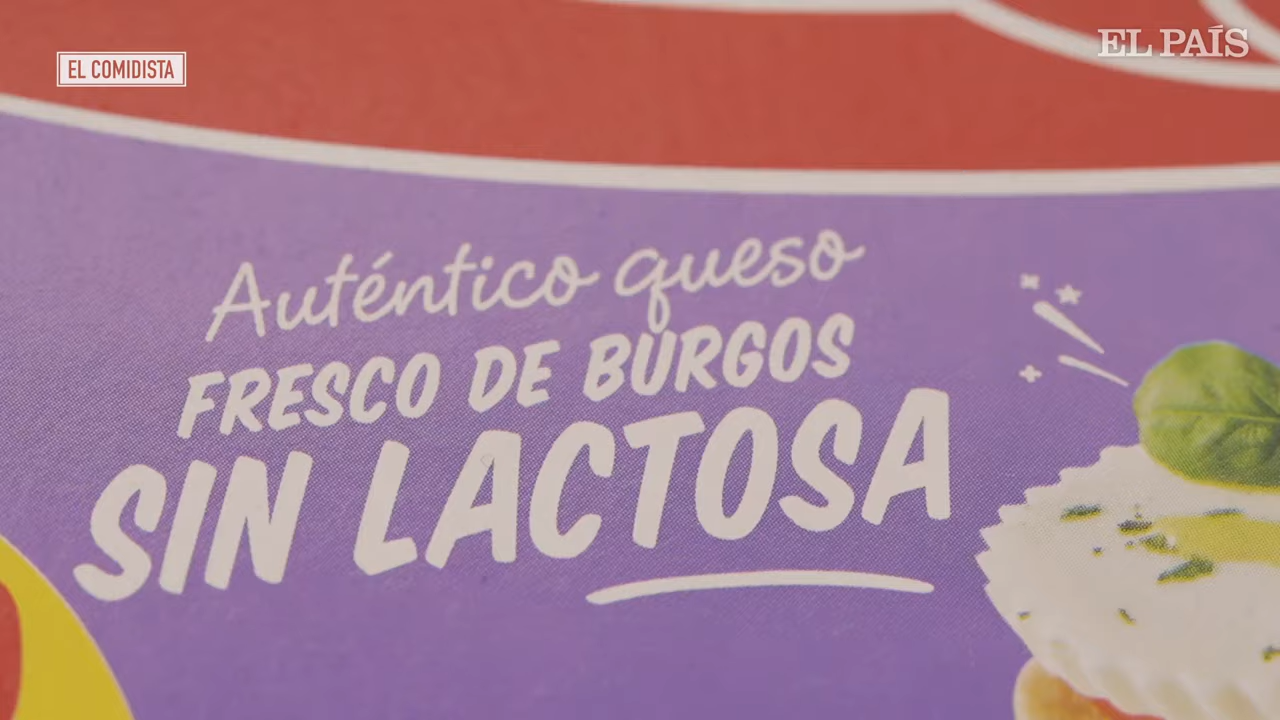 EL COMIDISTA
EL PAÍS
Auténtico queso
FRESCO DE BURGOS
SIN LACTOSA